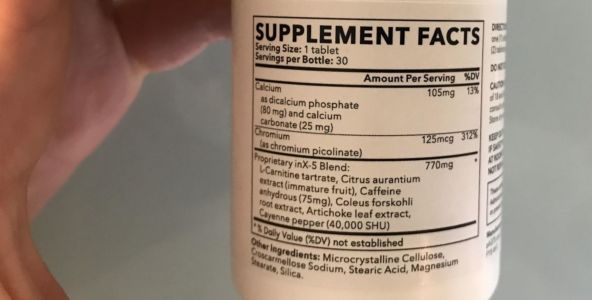 SUPPLEMENT FACTS
Serving Size: 1 tablet
Servings per Bottle: 30
Amount Per Serving %DV
Calcium 105mg 13%
as dicalcium phosphate
(80 mg) and calcium
carbonate (25 mg)
Chromium 125mcg 312%
(as chromium picolinate)
Proprietary inX-5 Blend: 770mg *
L-Carnitine tartrate, Citrus aurantium
extract (immature fruit), Caffeine
anhydrous (75mg), Coleus forskohli
root extract, Artichoke leaf extract,
Cayenne pepper (40,000 SHU)
* % Daily Value (%DV) not established
Other Ingredients: Microcrystalline Cellulose,
Croscarmellose Sodium, Stearic Acid, Magnesium
Stearate, Silica.